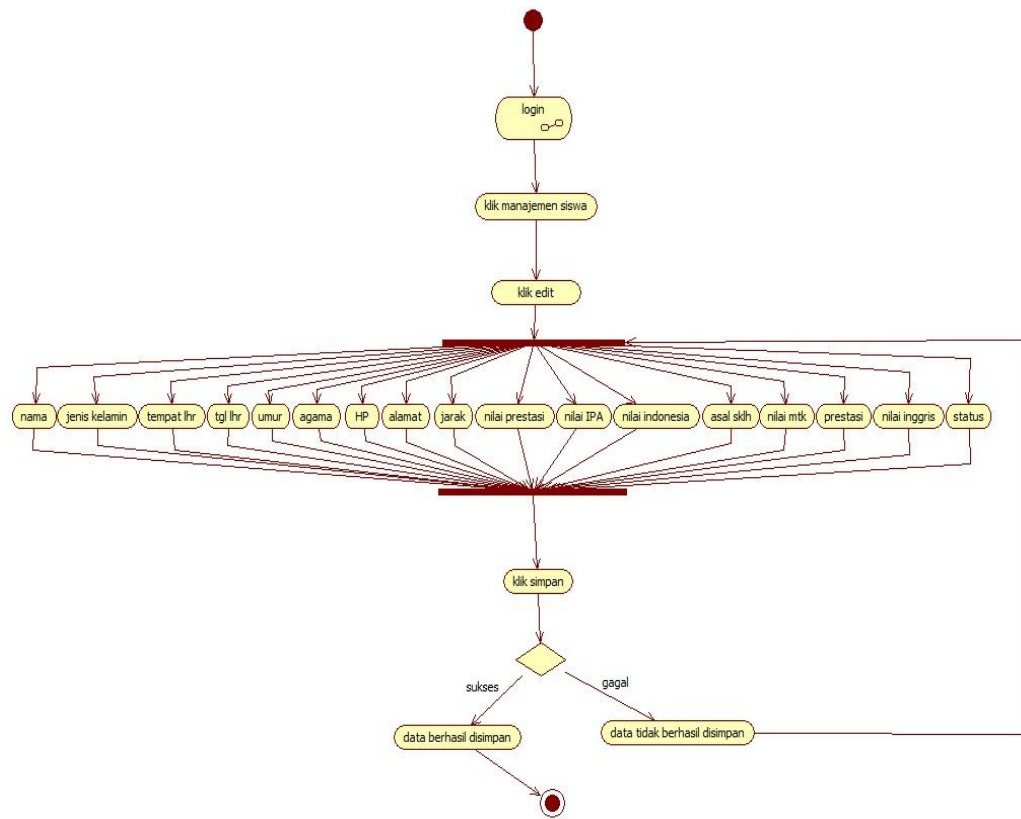 login
klik manajemen siswa
klik edit
nama
jenis kelamin
tempat lhr
tgl lhr
umur
agama
HP
alamat
jarak
nilai prestasi
nilai IPA
nilai indonesia
asal sklh
nilai mtk
prestasi
nilai inggris
status
klik simpan
sukses
gagal
data berhasil disimpan
data tidak berhasil disimpan